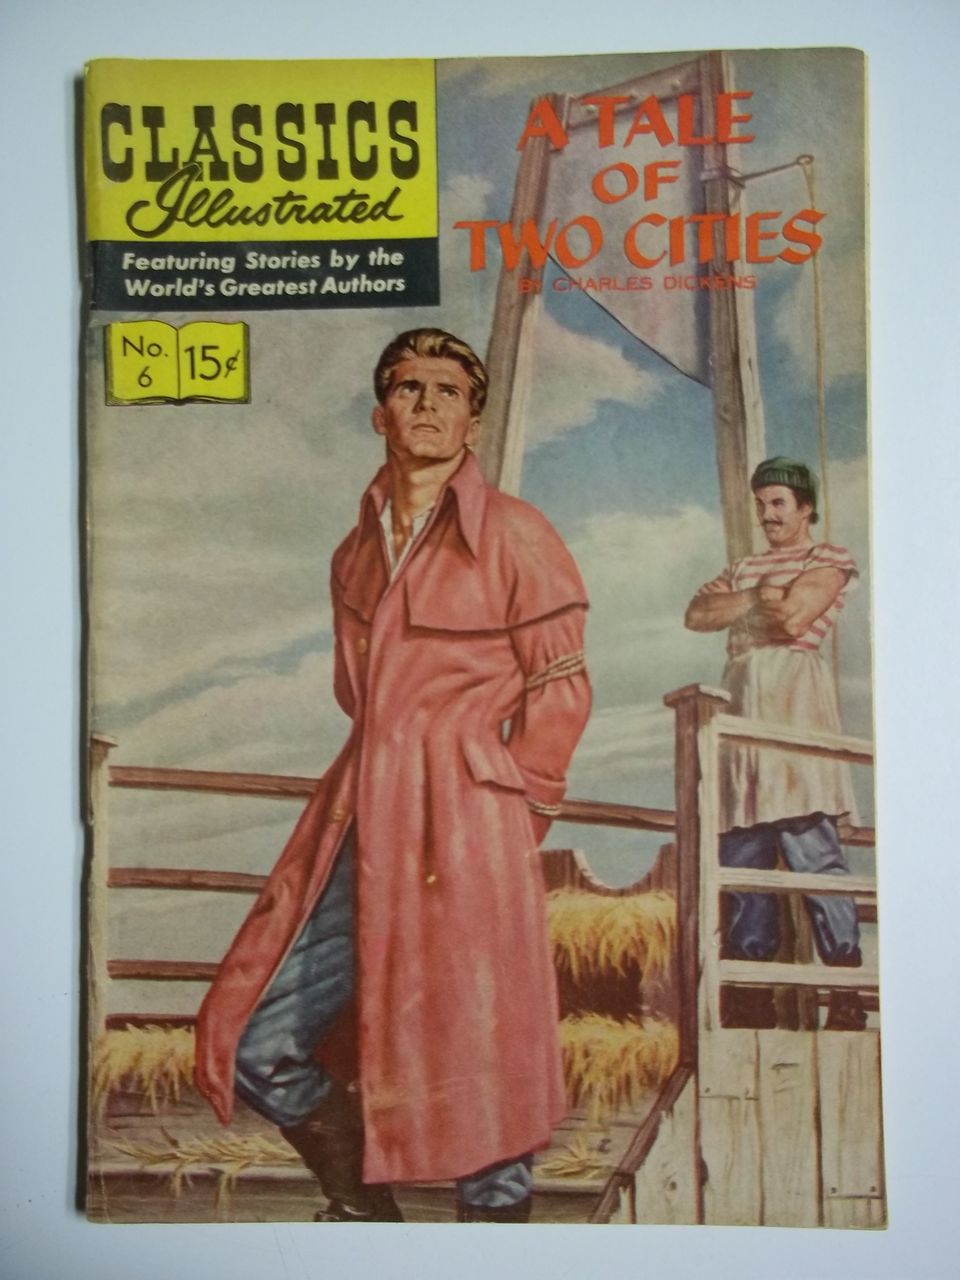 CLASSICS
Illustrated
Featuring Stories by the
World's Greatest Authors
No.
6
15¢
A TALE
OF
TWO CITIES
BY CHARLES DICKENS